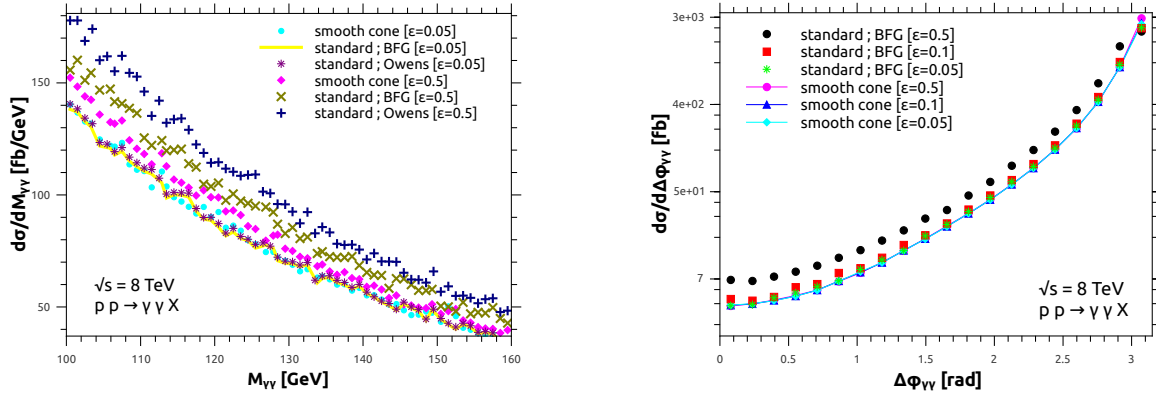 smooth cone [ε=0.05]
standard ; BFG [ε=0.05]
standard ; Owens [ε=0.05]
smooth cone [ε=0.5]
standard ; BFG [ε=0.5]
standard ; Owens [ε=0.5]
dσ/dMγγ [Fb/GeV]
150
100
50
√s = 8 TeV
p p → γ γ X
100 110 120 130 140 150 160
Mγγ [GeV]
standard ; BFG [ε=0.5]
standard ; BFG [ε=0.1]
standard ; BFG [ε=0.05]
smooth cone [ε=0.5]
smooth cone [ε=0.1]
smooth cone [ε=0.05]
dσ/dΔφγγ [Fb]
3e+03
4e+02
5e+01
7
√s = 8 TeV
p p → γ γ X
0 0.5 1 1.5 2 2.5 3
Δφγγ [rad]